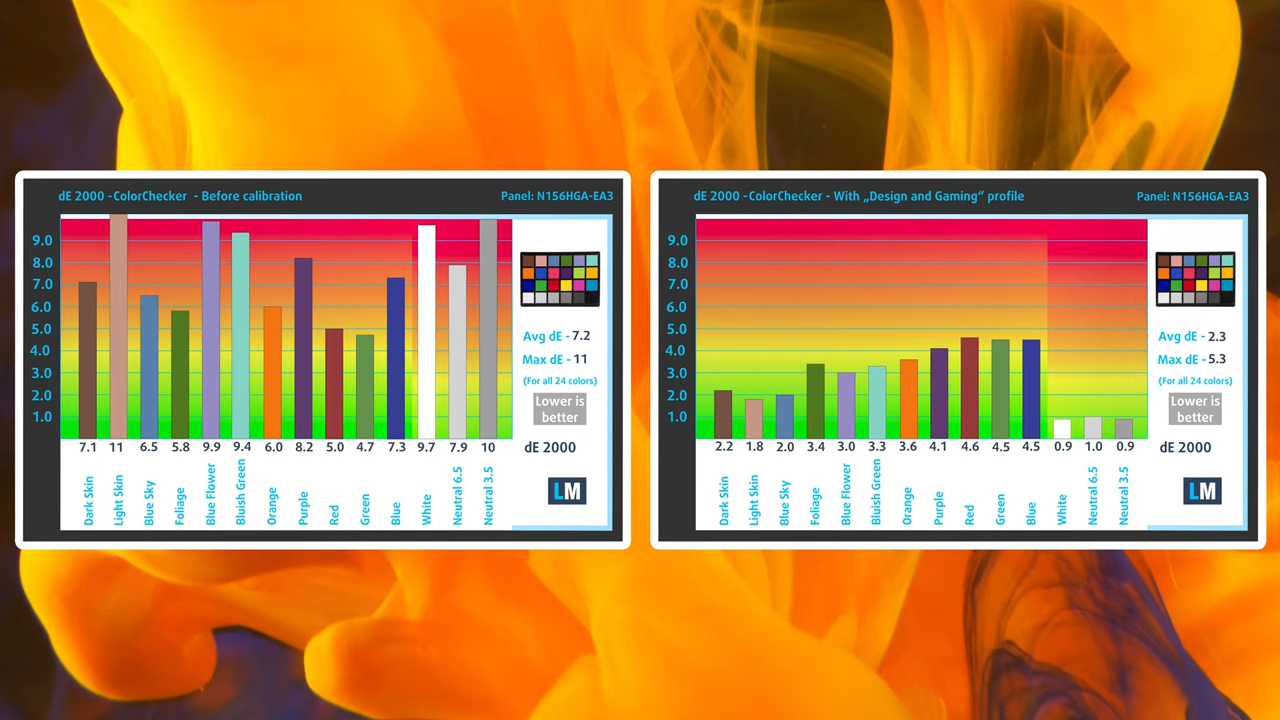 dE 2000 -ColorChecker - Before calibration
Panel: N156HGA-EA3
9.0
8.0
7.0
6.0
5.0
4.0
3.0
2.0
1.0
7.1 11 6.5 5.8 9.9 9.4 6.0 8.2 5.0 4.7 7.3 9.7 7.9 10
Dark Skin
Light Skin
Blue Sky
Foliage
Blue Flower
Bluish Green
Orange
Purple
Red
Green
Blue
White
Neutral 6.5
Neutral 3.5
Avg dE - 7.2
Max dE - 11
(For all 24 colors)
Lower is
better
dE 2000
LM
dE 2000 -ColorChecker - With „Design and Gaming“ profile
Panel: N156HGA-EA3
9.0
8.0
7.0
6.0
5.0
4.0
3.0
2.0
1.0
2.2 1.8 2.0 3.4 3.0 3.3 3.6 4.1 4.6 4.5 4.5 0.9 1.0 0.9
Dark Skin
Light Skin
Blue Sky
Foliage
Blue Flower
Bluish Green
Orange
Purple
Red
Green
Blue
White
Neutral 6.5
Neutral 3.5
Avg dE - 2.3
Max dE - 5.3
(For all 24 colors)
Lower is
better
dE 2000
LM